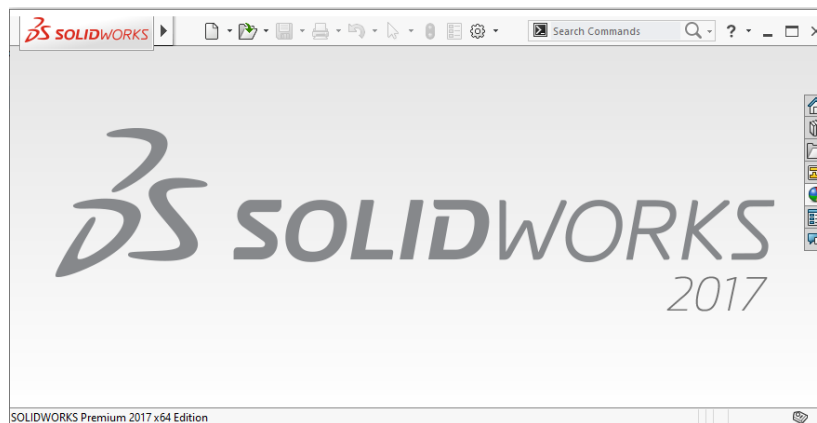 SOLIDWORKS
Search Commands
?
SOLIDWORKS
2017
SOLIDWORKS Premium 2017 x64 Edition